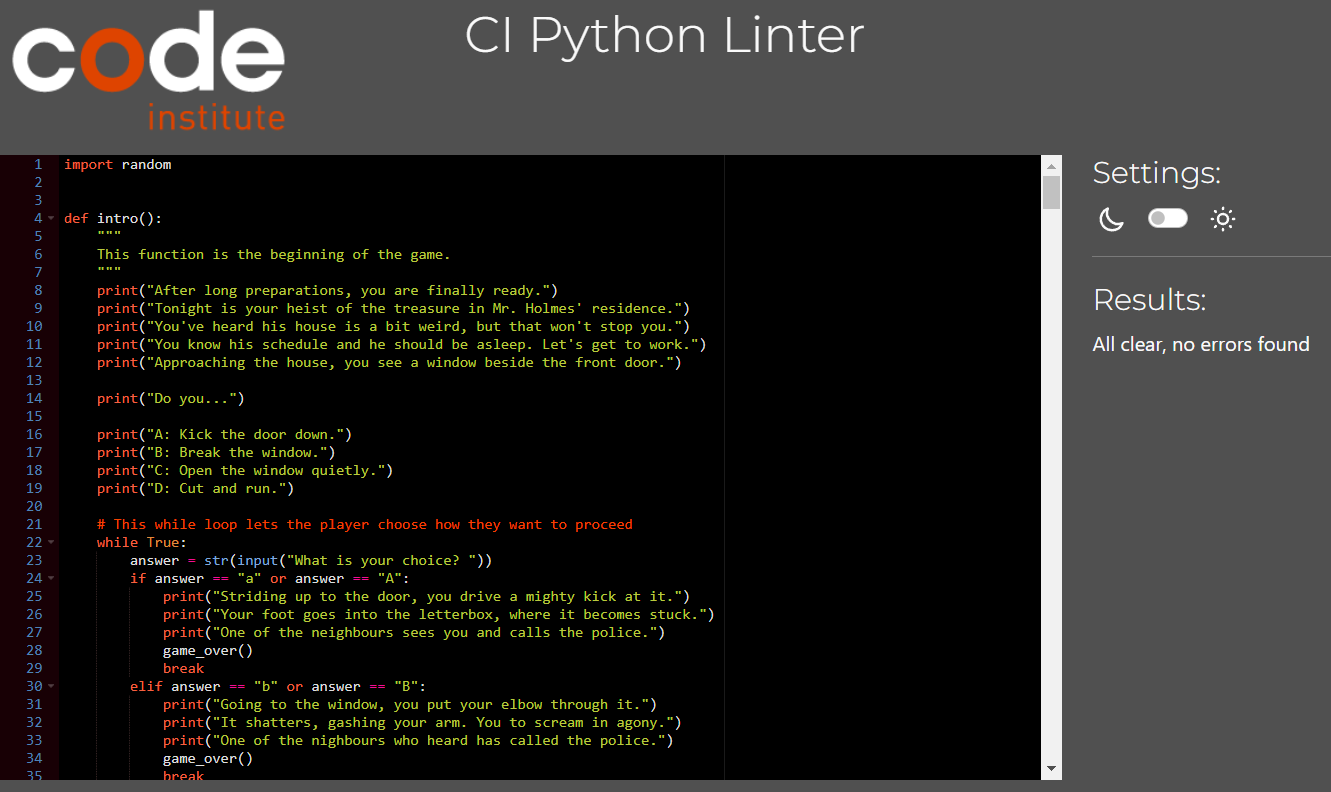 code
institute
CI Python Linter
1 import random
2
3
4 def intro():
5 """
6 This function is the beginning of the game.
7 """
8 print("After long preparations, you are finally ready.")
9 print("Tonight is your heist of the treasure in Mr. Holmes' residence.")
10 print("You've heard his house is a bit weird, but that won't stop you.")
11 print("You know his schedule and he should be asleep. Let's get to work.")
12 print("Approaching the house, you see a window beside the front door.")
13
14 print("Do you...")
15
16 print("A: Kick the door down.")
17 print("B: Break the window.")
18 print("C: Open the window quietly.")
19 print("D: Cut and run.")
20
21 # This while loop lets the player choose how they want to proceed
22 while True:
23 answer = str(input("What is your choice? "))
24 if answer == "a" or answer == "A":
25 print("Striding up to the door, you drive a mighty kick at it.")
26 print("Your foot goes into the letterbox, where it becomes stuck.")
27 print("One of the neighbours sees you and calls the police.")
28 game_over()
29 break
30 elif answer == "b" or answer == "B":
31 print("Going to the window, you put your elbow through it.")
32 print("It shatters, gashing your arm. You to scream in agony.")
33 print("One of the nighbours who heard has called the police.")
34 game_over()
35 break
Settings:
Results:
All clear, no errors found